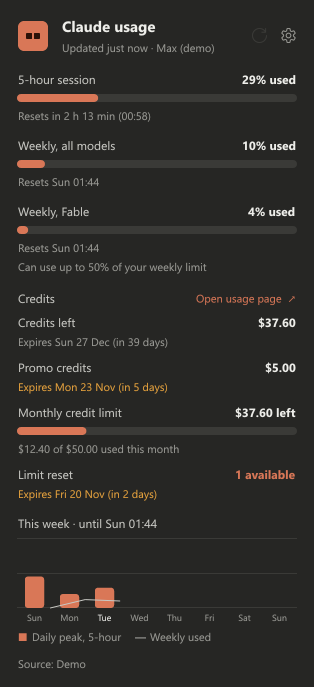 Claude usage
Updated just now · Max (demo)
5-hour session 29% used
Resets in 2 h 13 min (00:58)
Weekly, all models 10% used
Resets Sun 01:44
Weekly, Fable 4% used
Resets Sun 01:44
Can use up to 50% of your weekly limit
Credits Open usage page ↗
Credits left $37.60
Expires Sun 27 Dec (in 39 days)
Promo credits $5.00
Expires Mon 23 Nov (in 5 days)
Monthly credit limit $37.60 left
$12.40 of $50.00 used this month
Limit reset 1 available
Expires Fri 20 Nov (in 2 days)
This week · until Sun 01:44
Sun Mon Tue Wed Thu Fri Sat Sun
Daily peak, 5-hour Weekly used
Source: Demo